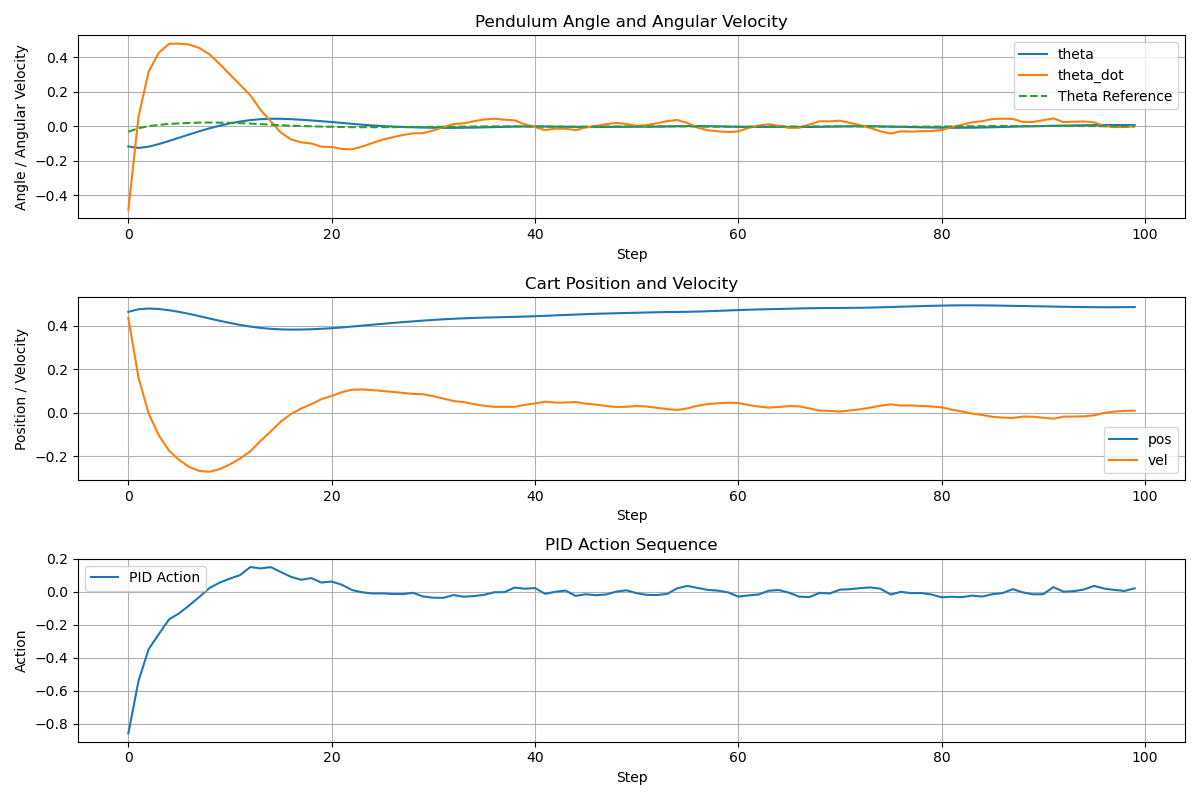 Pendulum Angle and Angular Velocity
Angle / Angular Velocity
0.4
0.2
0.0
−0.2
−0.4
theta
theta_dot
Theta Reference
0 20 40 60 80 100
Step
Cart Position and Velocity
Position / Velocity
0.4
0.2
0.0
−0.2
pos
vel
0 20 40 60 80 100
Step
PID Action Sequence
Action
0.2
0.0
−0.2
−0.4
−0.6
−0.8
PID Action
0 20 40 60 80 100
Step